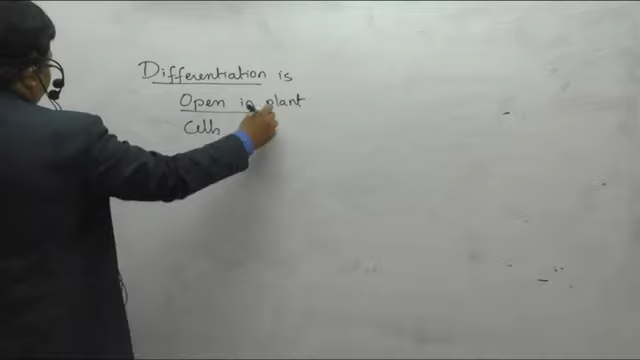 Differentiation is
Open in plant
Cells